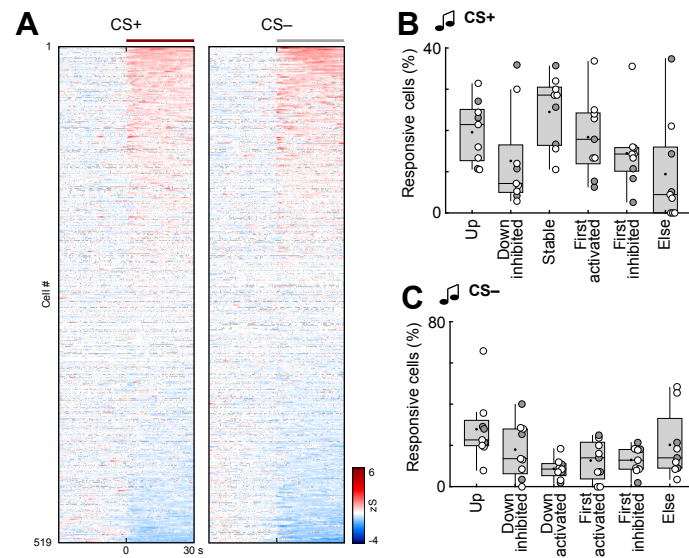 A
CS+
CS–
1
Cell #
519
0
30 s
6
sz
-4
B
CS+
Responsive cells (%)
40
0
Up
Down
inhibited
Stable
First
activated
First
inhibited
Else
C
CS–
Responsive cells (%)
80
0
Up
Down
inhibited
Down
activated
First
activated
First
inhibited
Else